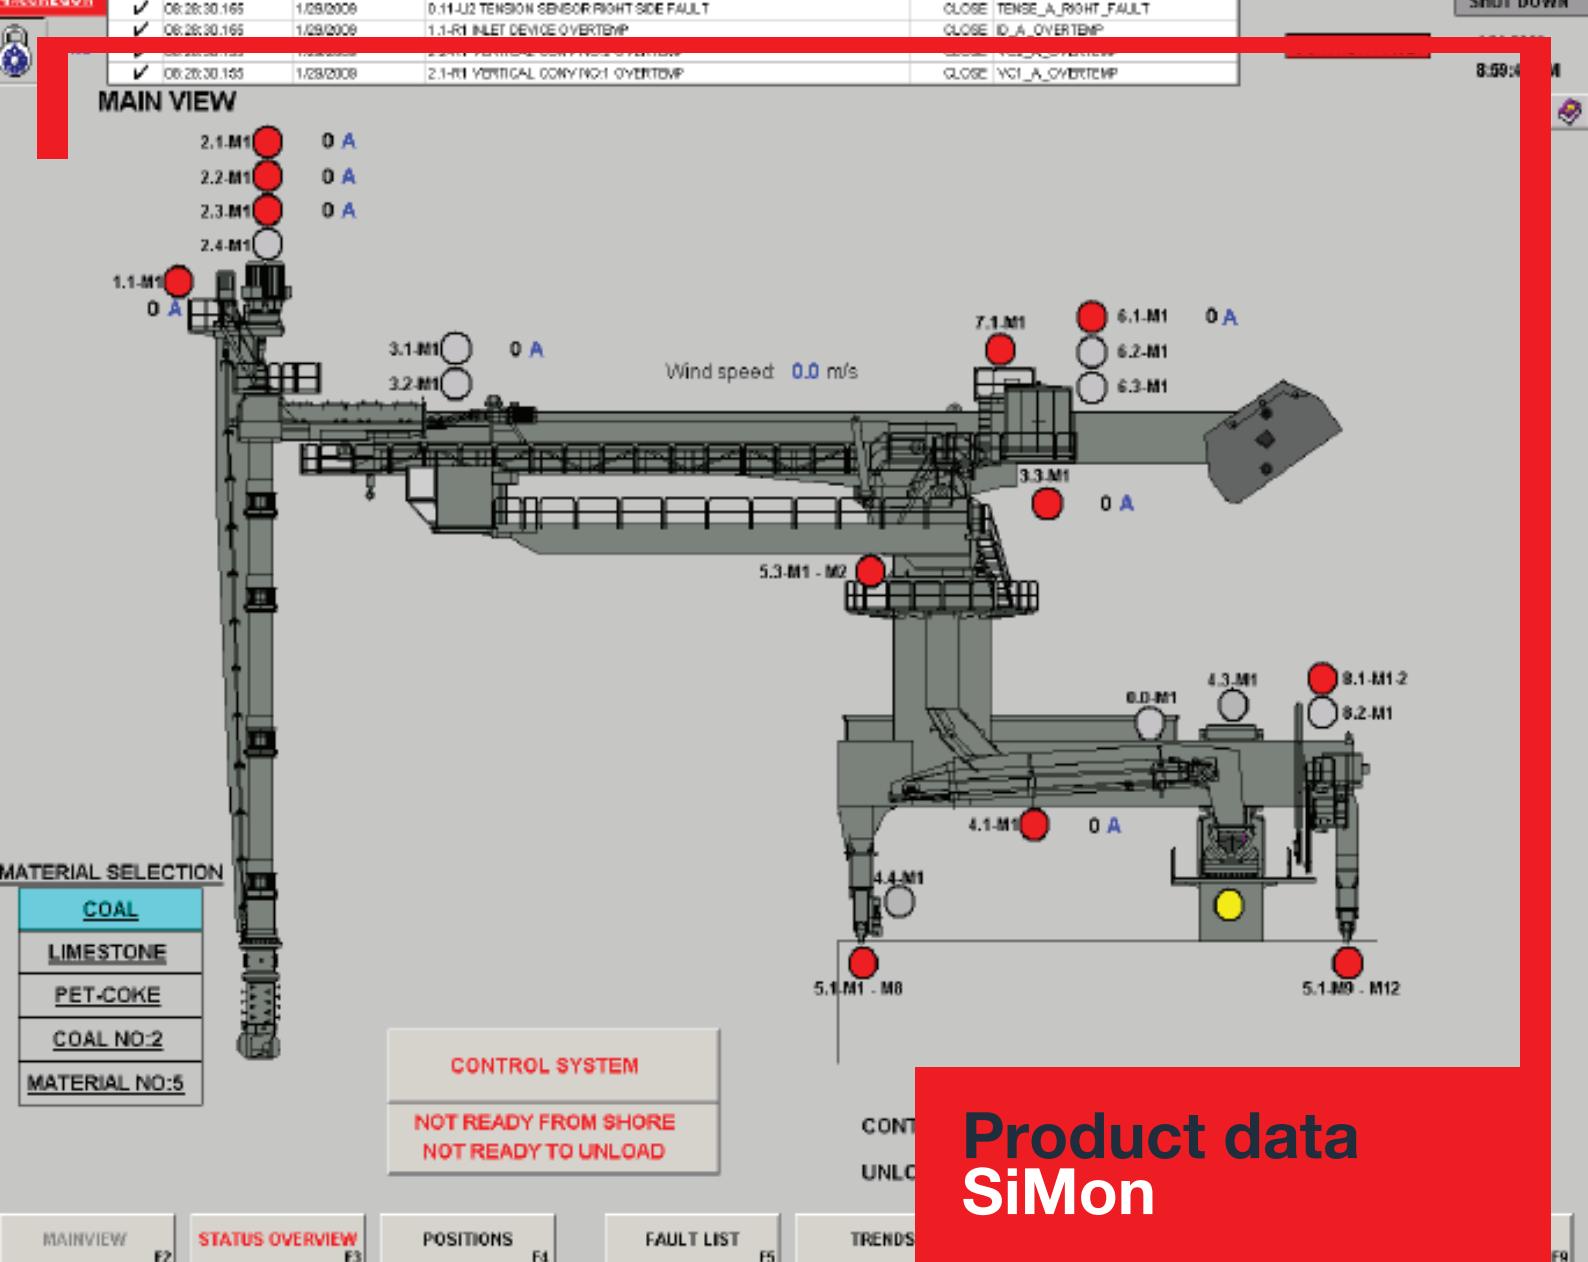 SHUT DOWN
✓ 08:28:30.165 1/29/2009 0.11-U2 TENSION SENSOR RIGHT SIDE FAULT CLOSE TENSE_A_RIGHT_FAULT
✓ 08:28:30.165 1/29/2009 1.1-R1 INLET DEVICE OVERTEMP CLOSE ID_A_OVERTEMP
✓ 08:28:30.155 1/29/2009 2.1-R1 VERTICAL CONV NO:1 OVERTEMP CLOSE VC1_A_OVERTEMP
MAIN VIEW
2.1-M1 0 A
2.2-M1 0 A
2.3-M1 0 A
2.4-M1
1.1-M1
0 A
3.1-M1 0 A
3.2-M1
Wind speed: 0.0 m/s
7.1-M1
6.1-M1 0 A
6.2-M1
6.3-M1
3.3-M1
0 A
5.3-M1 - M2
4.3-M1
8.1-M1-2
8.2-M1
4.1-M1 0 A
4.4-M1
5.1-M1 - M8
5.1-M9 - M12
MATERIAL SELECTION
COAL
LIMESTONE
PET-COKE
COAL NO:2
MATERIAL NO:5
CONTROL SYSTEM
NOT READY FROM SHORE
NOT READY TO UNLOAD
Product data
SiMon
MAINVIEW F2
STATUS OVERVIEW F3
POSITIONS F4
FAULT LIST F5
TRENDS
F9